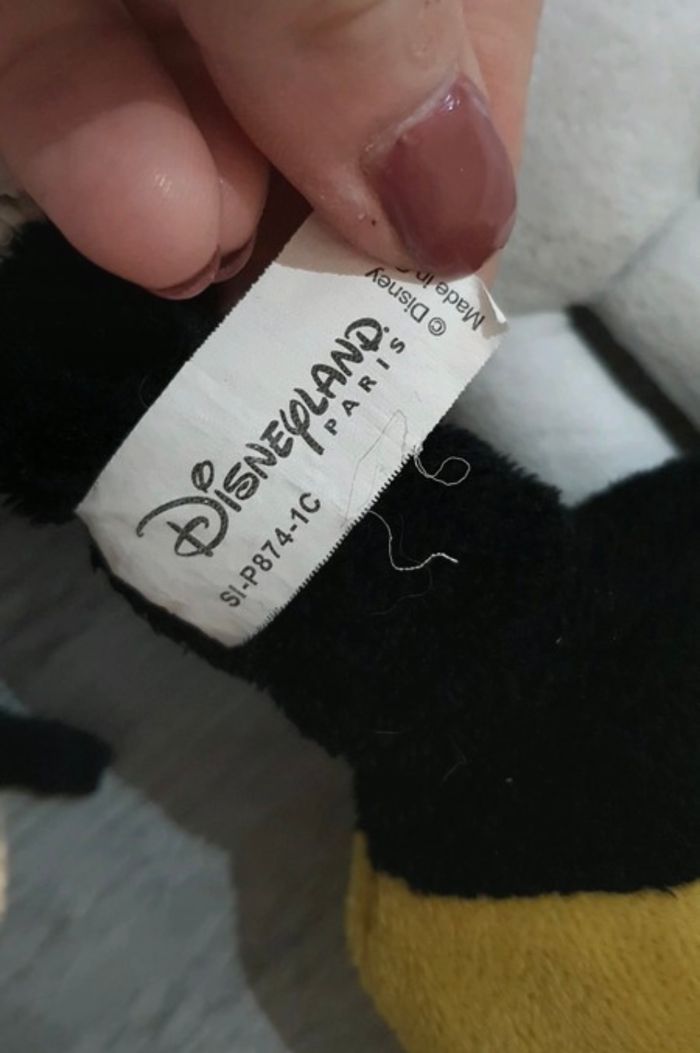 DISNEYLAND
PARIS
SI-P874-1C
© Disney
Made in